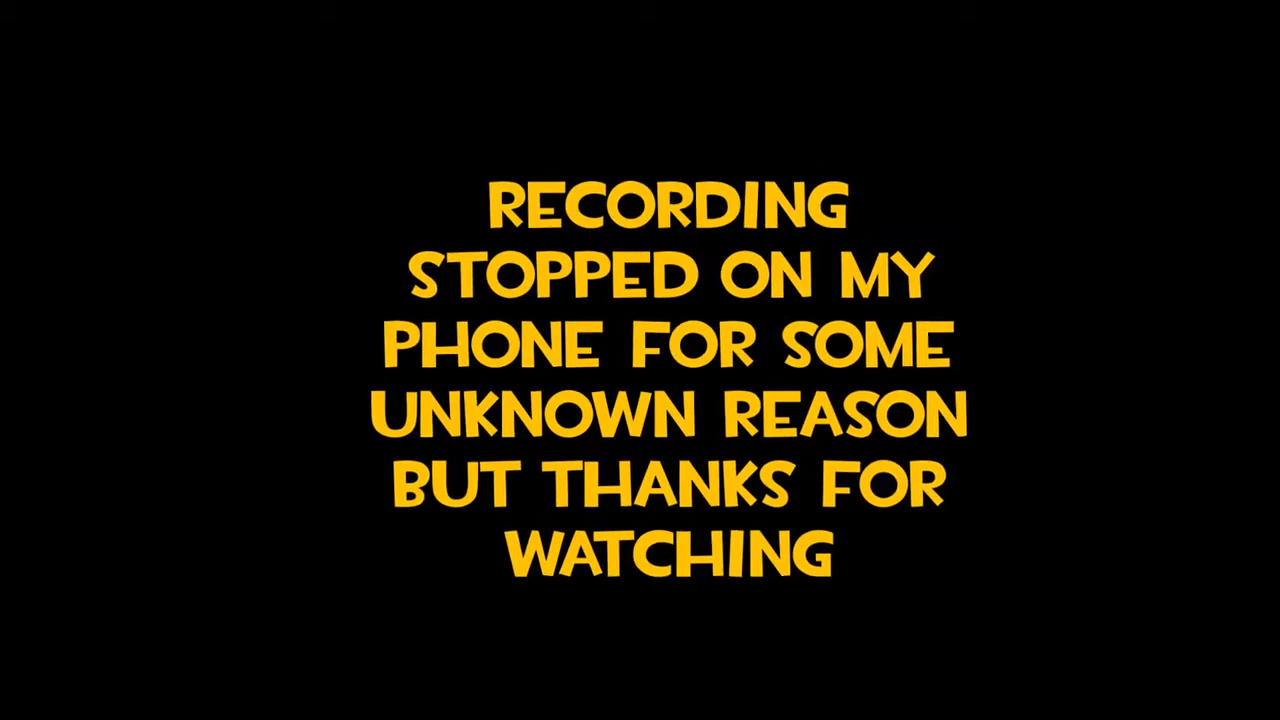 RECORDING
STOPPED ON MY
PHONE FOR SOME
UNKNOWN REASON
BUT THANKS FOR
WATCHING